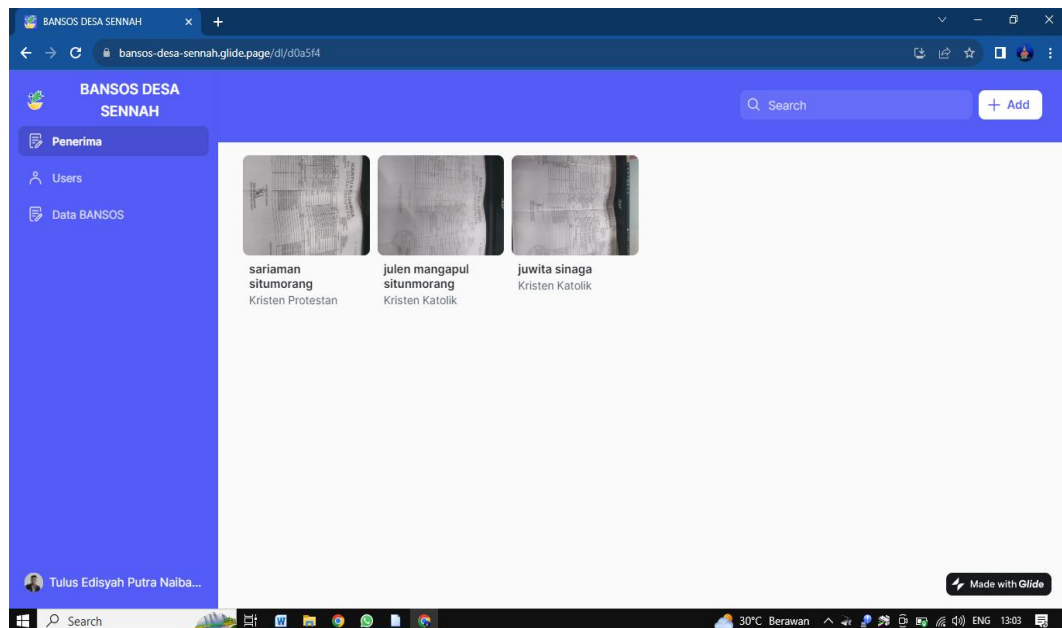 BANSOS DESA SENNAH
bansos-desa-sennah.glide.page/dl/d0a5f4
BANSOS DESA
SENNAH
Search
Add
Penerima
Users
Data BANSOS
sariaman
situmorang
Kristen Protestan
julen mangapul
situnmorang
Kristen Katolik
juwita sinaga
Kristen Katolik
Tulus Edisyah Putra Naiba...
Made with Glide
Search
30°C Berawan
ENG
13:03